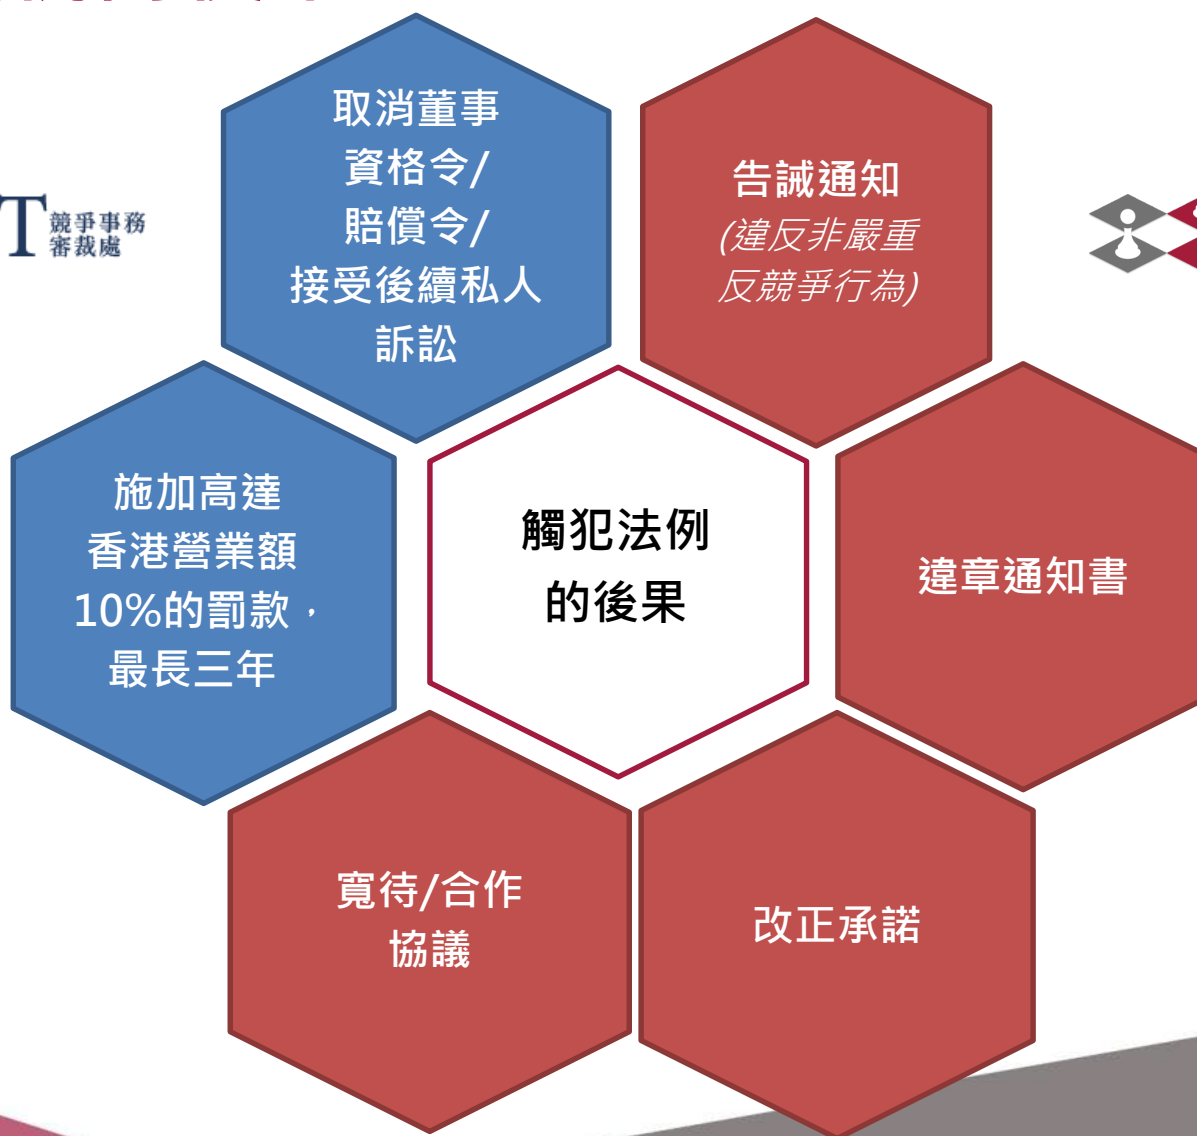 取消董事
資格令/
賠償令/
接受後續私人
訴訟
告誡通知
(違反非嚴重
反競爭行為)
T 競爭事務
審裁處
施加高達
香港營業額
10%的罰款，
最長三年
觸犯法例
的後果
違章通知書
寬待/合作
協議
改正承諾